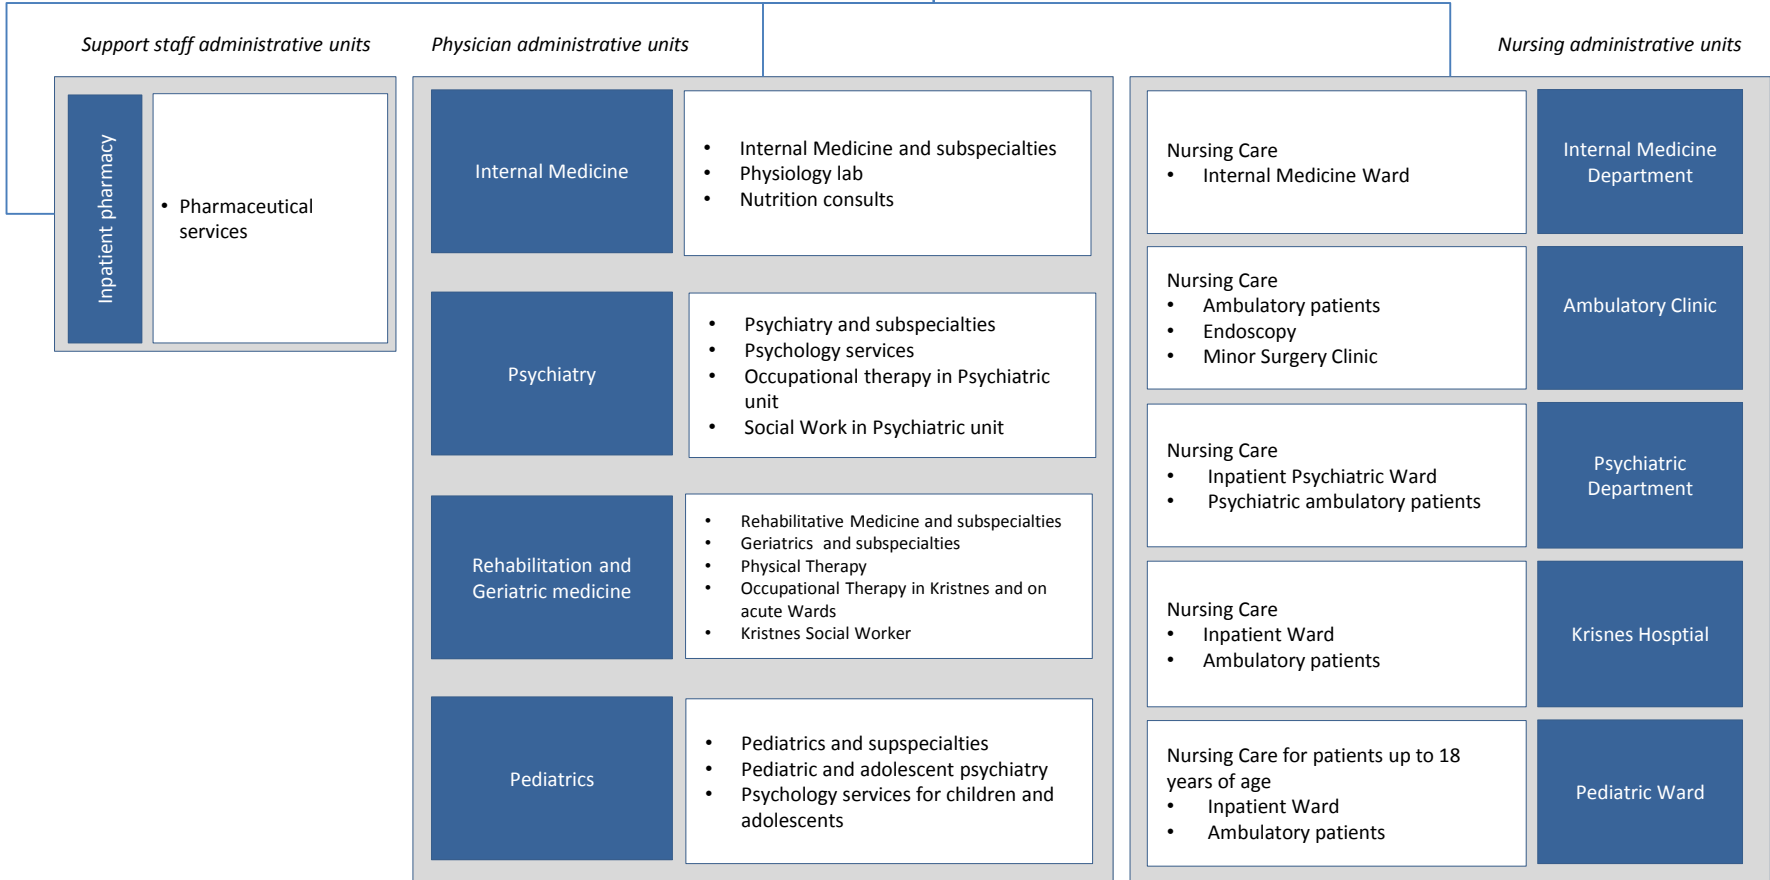 Support staff administrative units
Physician administrative units
Nursing administrative units
Inpatient pharmacy
• Pharmaceutical
services
Internal Medicine
• Internal Medicine and subspecialties
• Physiology lab
• Nutrition consults
Psychiatry
• Psychiatry and subspecialties
• Psychology services
• Occupational therapy in Psychiatric
unit
• Social Work in Psychiatric unit
Rehabilitation and
Geriatric medicine
• Rehabilitative Medicine and subspecialties
• Geriatrics and subspecialties
• Physical Therapy
• Occupational Therapy in Kristnes and on
acute Wards
• Kristnes Social Worker
Pediatrics
• Pediatrics and supspecialties
• Pediatric and adolescent psychiatry
• Psychology services for children and
adolescents
Nursing Care
• Internal Medicine Ward
Internal Medicine
Department
Nursing Care
• Ambulatory patients
• Endoscopy
• Minor Surgery Clinic
Ambulatory Clinic
Nursing Care
• Inpatient Psychiatric Ward
• Psychiatric ambulatory patients
Psychiatric
Department
Nursing Care
• Inpatient Ward
• Ambulatory patients
Krisnes Hosptial
Nursing Care for patients up to 18
years of age
• Inpatient Ward
• Ambulatory patients
Pediatric Ward